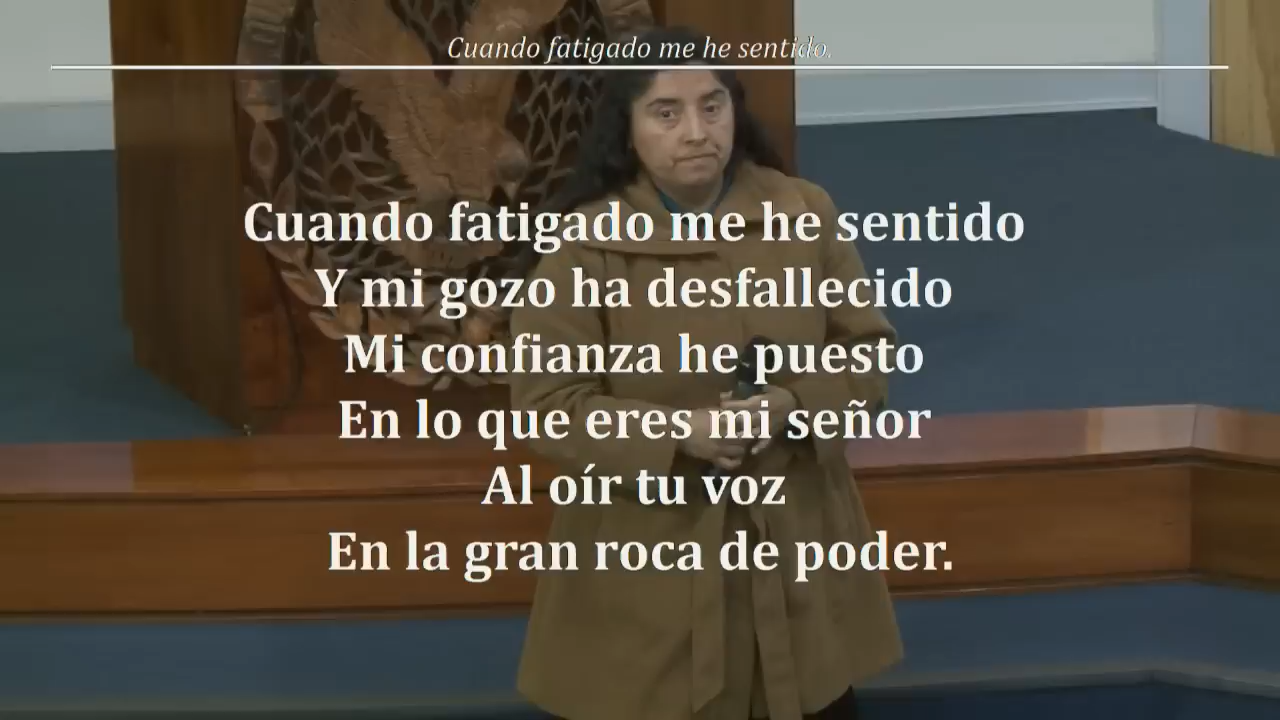 Cuando fatigado me he sentido.
Cuando fatigado me he sentido
Y mi gozo ha desfallecido
Mi confianza he puesto
En lo que eres mi señor
Al oír tu voz
En la gran roca de poder.